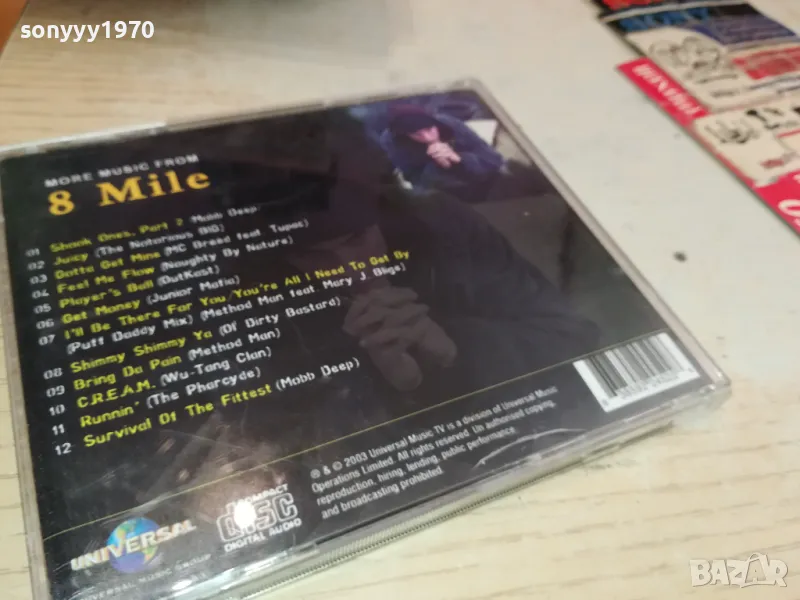 sonyyy1970
MORE MUSIC FROM
8 Mile
01 Shook Ones, Part 2 (Mobb Deep)
02 Juicy (The Notorious BIG)
03 Gotta Get Mine (MC Breed feat. Tupac)
04 Feel Me Flow (Naughty By Nature)
05 Player's Ball (OutKast)
06 Get Money (Junior Mafia)
07 I'll Be There For You/You're All I Need To Get By
(Puff Daddy Mix) (Method Man feat. Mary J. Blige)
08 Shimmy Shimmy Ya (Ol' Dirty Bastard)
09 Bring Da Pain (Method Man)
10 C.R.E.A.M. (Wu-Tang Clan)
11 Runnin' (The Pharcyde)
12 Survival Of The Fittest (Mobb Deep)
℗ & © 2003 Universal Music TV is a division of Universal Music
Operations Limited. All rights reserved. Un authorised copying,
reproduction, hiring, lending, public performance,
and broadcasting prohibited.
UNIVERSAL
UNIVERSAL MUSIC GROUP
COMPACT
disc
DIGITAL AUDIO
BAZAR